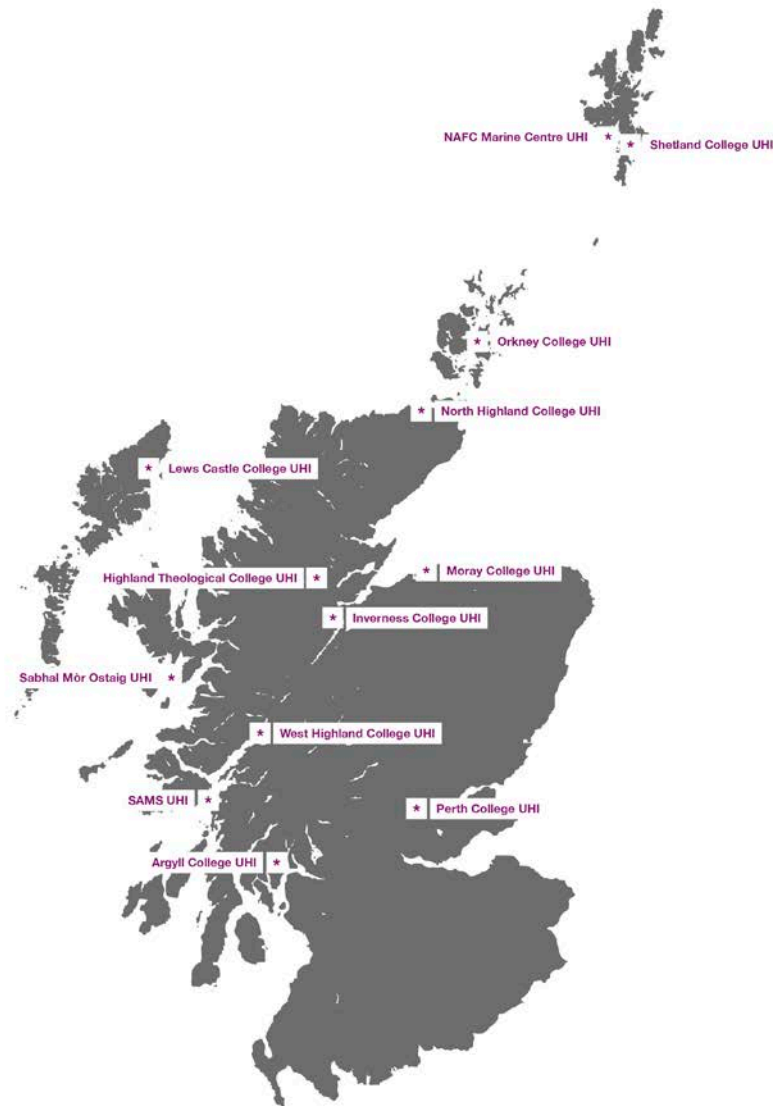 NAFC Marine Centre UHI
Shetland College UHI
Orkney College UHI
North Highland College UHI
Lews Castle College UHI
Highland Theological College UHI
Moray College UHI
Inverness College UHI
Sabhal Mòr Ostaig UHI
West Highland College UHI
SAMS UHI
Perth College UHI
Argyll College UHI